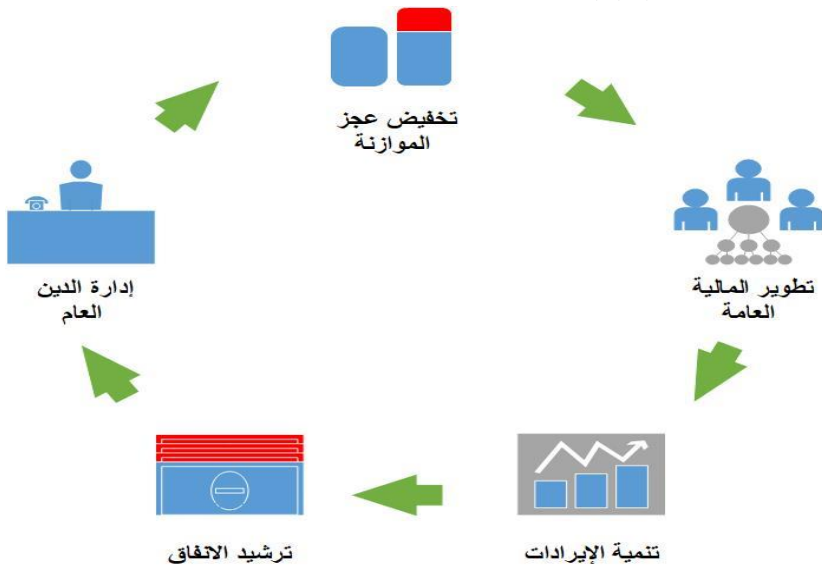 تخفيض عجز
الموازنة
تطوير المالية
العامة
تنمية الإيرادات
ترشيد الانفاق
إدارة الدين
العام